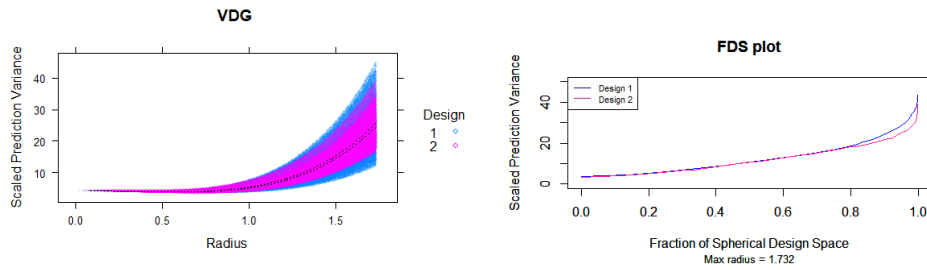 VDG
Scaled Prediction Variance
40
30
20
10
0.0 0.5 1.0 1.5
Radius
Design
1
2
FDS plot
Scaled Prediction Variance
40
20
0
Design 1
Design 2
0.0 0.2 0.4 0.6 0.8 1.0
Fraction of Spherical Design Space
Max radius = 1.732